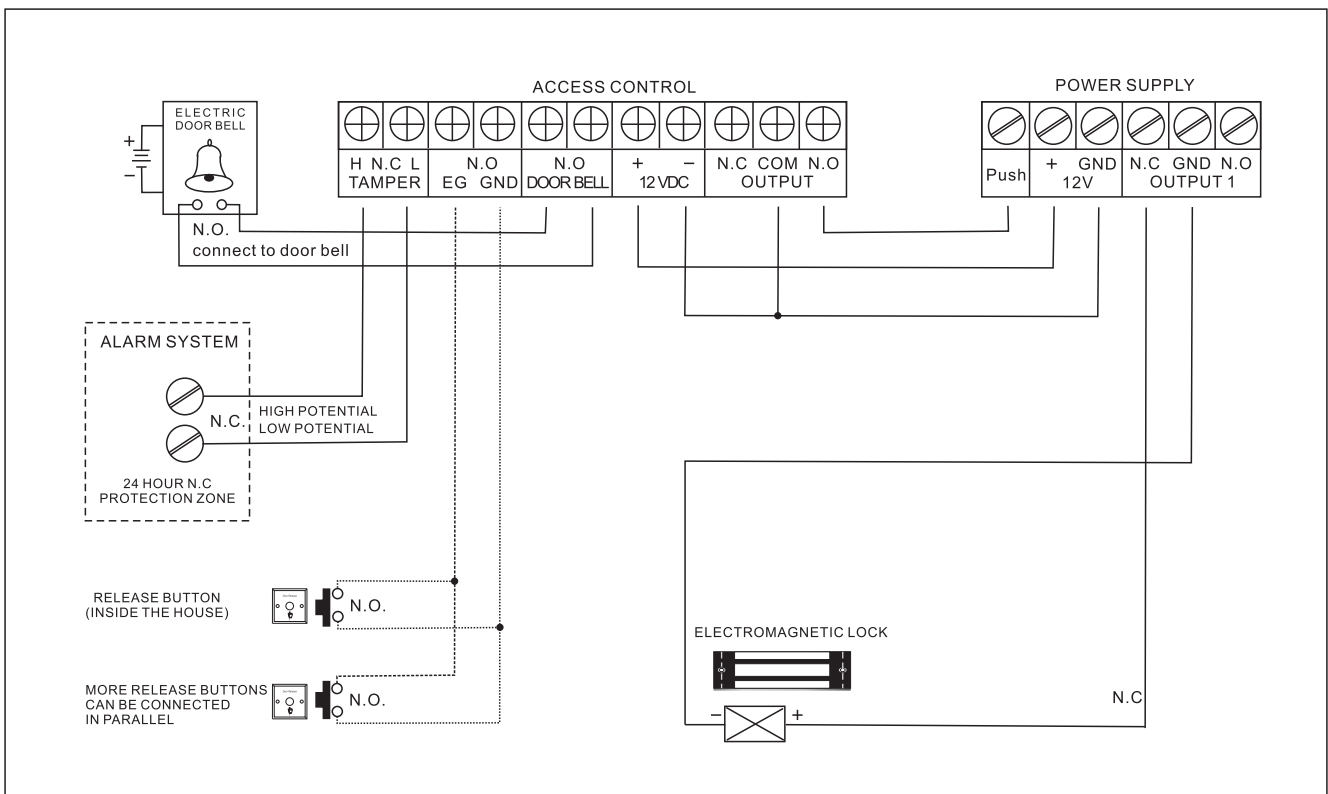 ACCESS CONTROL
POWER SUPPLY
ELECTRIC
DOOR BELL
+
−
H N.C L
TAMPER
N.O
EG GND
N.O
DOOR BELL
+ −
12 VDC
N.C COM N.O
OUTPUT
Push
+ GND
12V
N.C GND N.O
OUTPUT 1
N.O.
connect to door bell
ALARM SYSTEM
N.C.
HIGH POTENTIAL
LOW POTENTIAL
24 HOUR N.C
PROTECTION ZONE
RELEASE BUTTON
(INSIDE THE HOUSE)
N.O.
MORE RELEASE BUTTONS
CAN BE CONNECTED
IN PARALLEL
N.O.
ELECTROMAGNETIC LOCK
− +
N.C